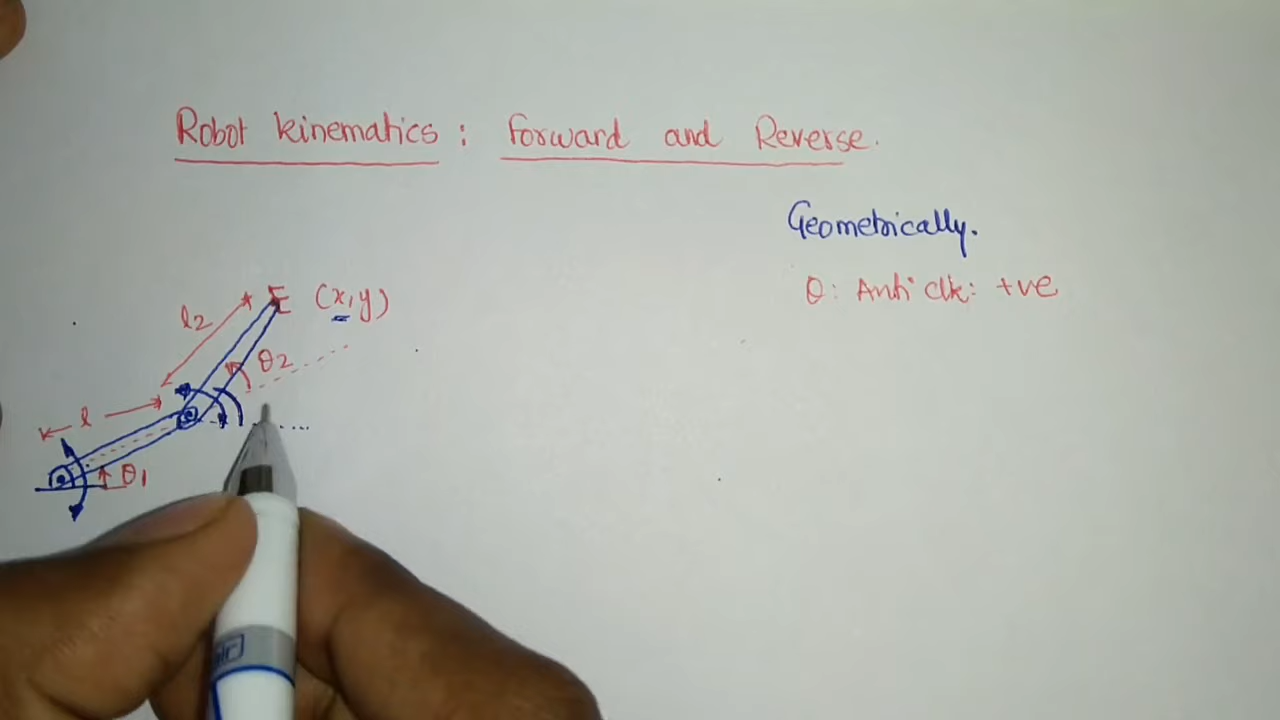 Robot kinematics : Forward and Reverse.
Geometrically.
θ : Anti clk : +ve
E (x,y)
l2
θ2
l
θ1